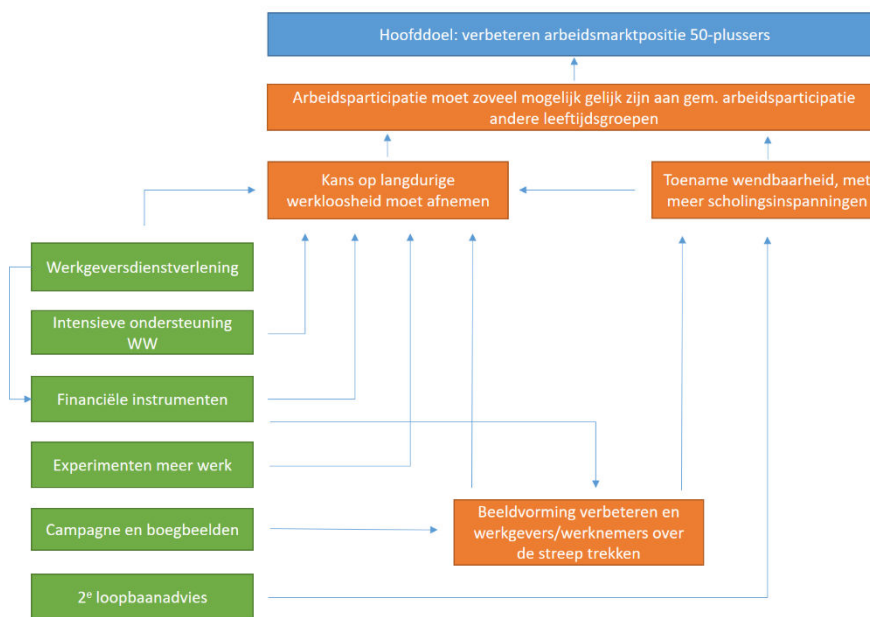 Hoofddoel: verbeteren arbeidsmarktpositie 50-plussers
Arbeidsparticipatie moet zoveel mogelijk gelijk zijn aan gem. arbeidsparticipatie
andere leeftijdsgroepen
Kans op langdurige
werkloosheid moet afnemen
Toename wendbaarheid, met
meer scholingsinspanningen
Werkgeversdienstverlening
Intensieve ondersteuning
WW
Financiële instrumenten
Experimenten meer werk
Campagne en boegbeelden
Beeldvorming verbeteren en
werkgevers/werknemers over
de streep trekken
2e loopbaanadvies